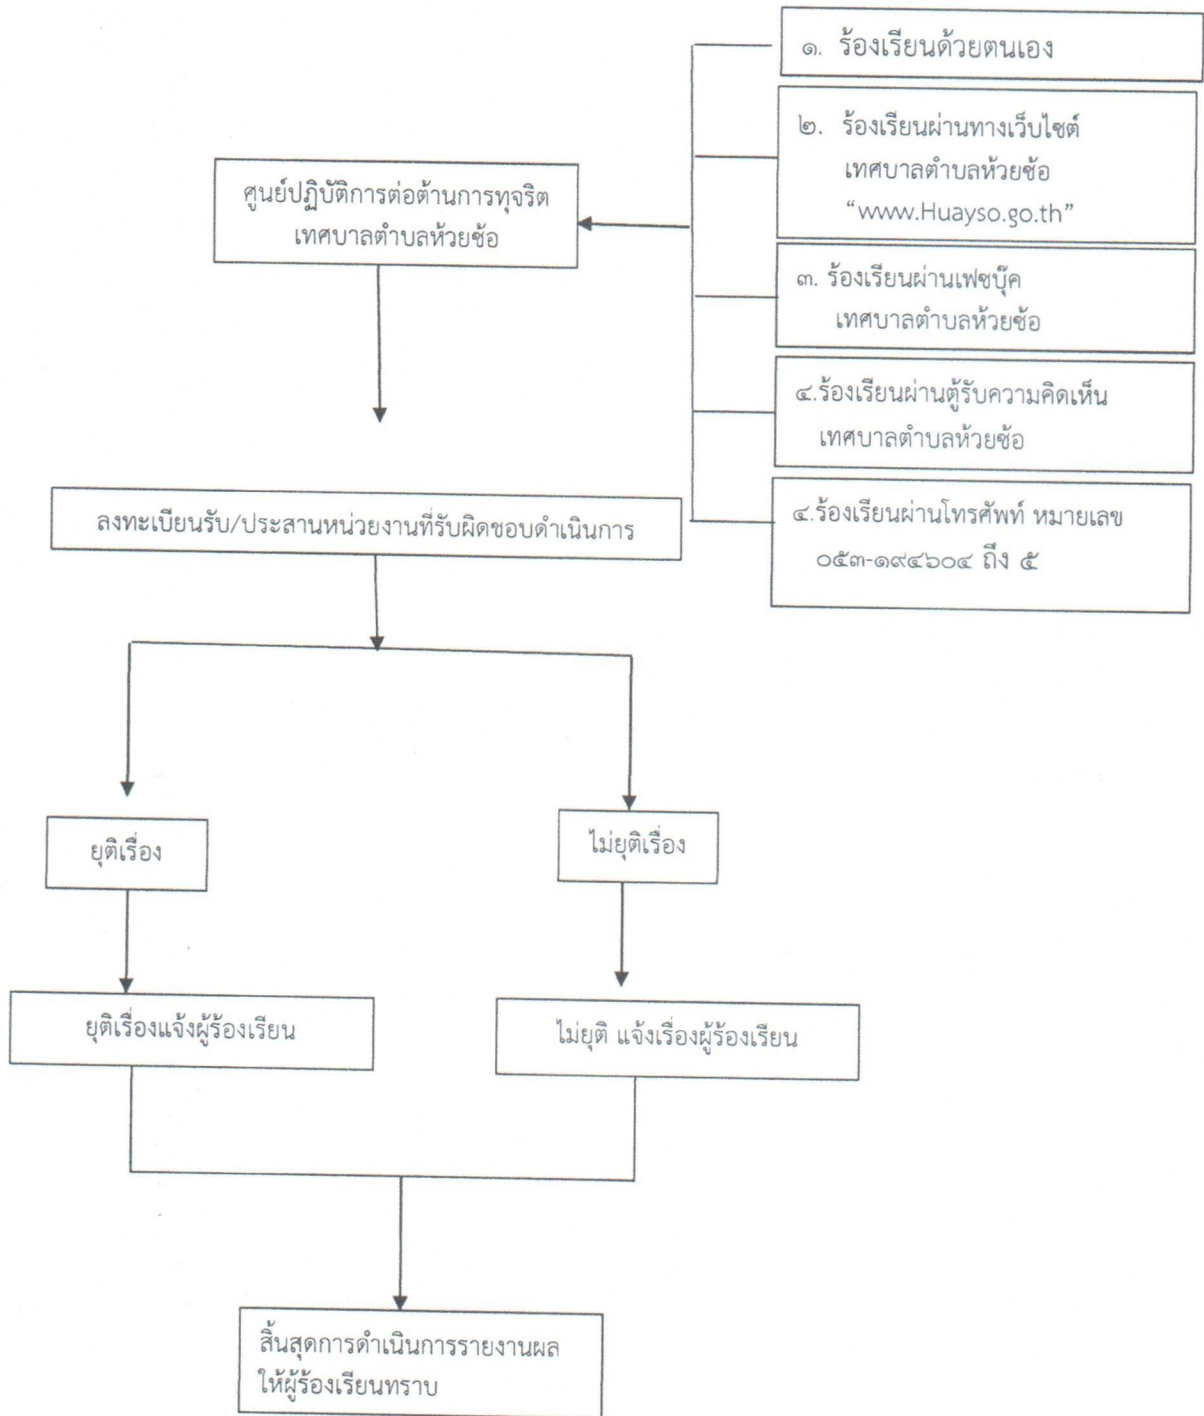 ๑. ร้องเรียนด้วยตนเอง
๒. ร้องเรียนผ่านทางเว็บไซต์
เทศบาลตำบลห้วยซ้อ
“www.Huayso.go.th”
ศูนย์ปฏิบัติการต่อต้านการทุจริต
เทศบาลตำบลห้วยซ้อ
๓. ร้องเรียนผ่านเฟซบุ๊ค
เทศบาลตำบลห้วยซ้อ
๔.ร้องเรียนผ่านตู้รับความคิดเห็น
เทศบาลตำบลห้วยซ้อ
๔.ร้องเรียนผ่านโทรศัพท์ หมายเลข
๐๕๓-๑๙๔๖๐๔ ถึง ๕
ลงทะเบียนรับ/ประสานหน่วยงานที่รับผิดชอบดำเนินการ
ยุติเรื่อง
ไม่ยุติเรื่อง
ยุติเรื่องแจ้งผู้ร้องเรียน
ไม่ยุติ แจ้งเรื่องผู้ร้องเรียน
สิ้นสุดการดำเนินการรายงานผล
ให้ผู้ร้องเรียนทราบ